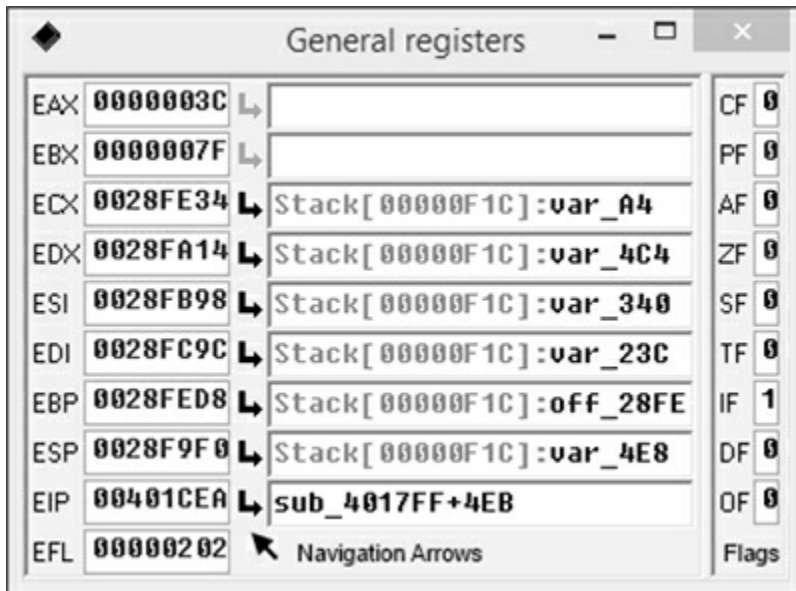 General registers
EAX 0000003C CF 0
EBX 0000007F PF 0
ECX 0028FE34 Stack[00000F1C]:var_A4 AF 0
EDX 0028FA14 Stack[00000F1C]:var_4C4 ZF 0
ESI 0028FB98 Stack[00000F1C]:var_340 SF 0
EDI 0028FC9C Stack[00000F1C]:var_23C TF 0
EBP 0028FED8 Stack[00000F1C]:off_28FE IF 1
ESP 0028F9F0 Stack[00000F1C]:var_4E8 DF 0
EIP 00401CEA sub_4017FF+4EB OF 0
EFL 00000202 Navigation Arrows Flags